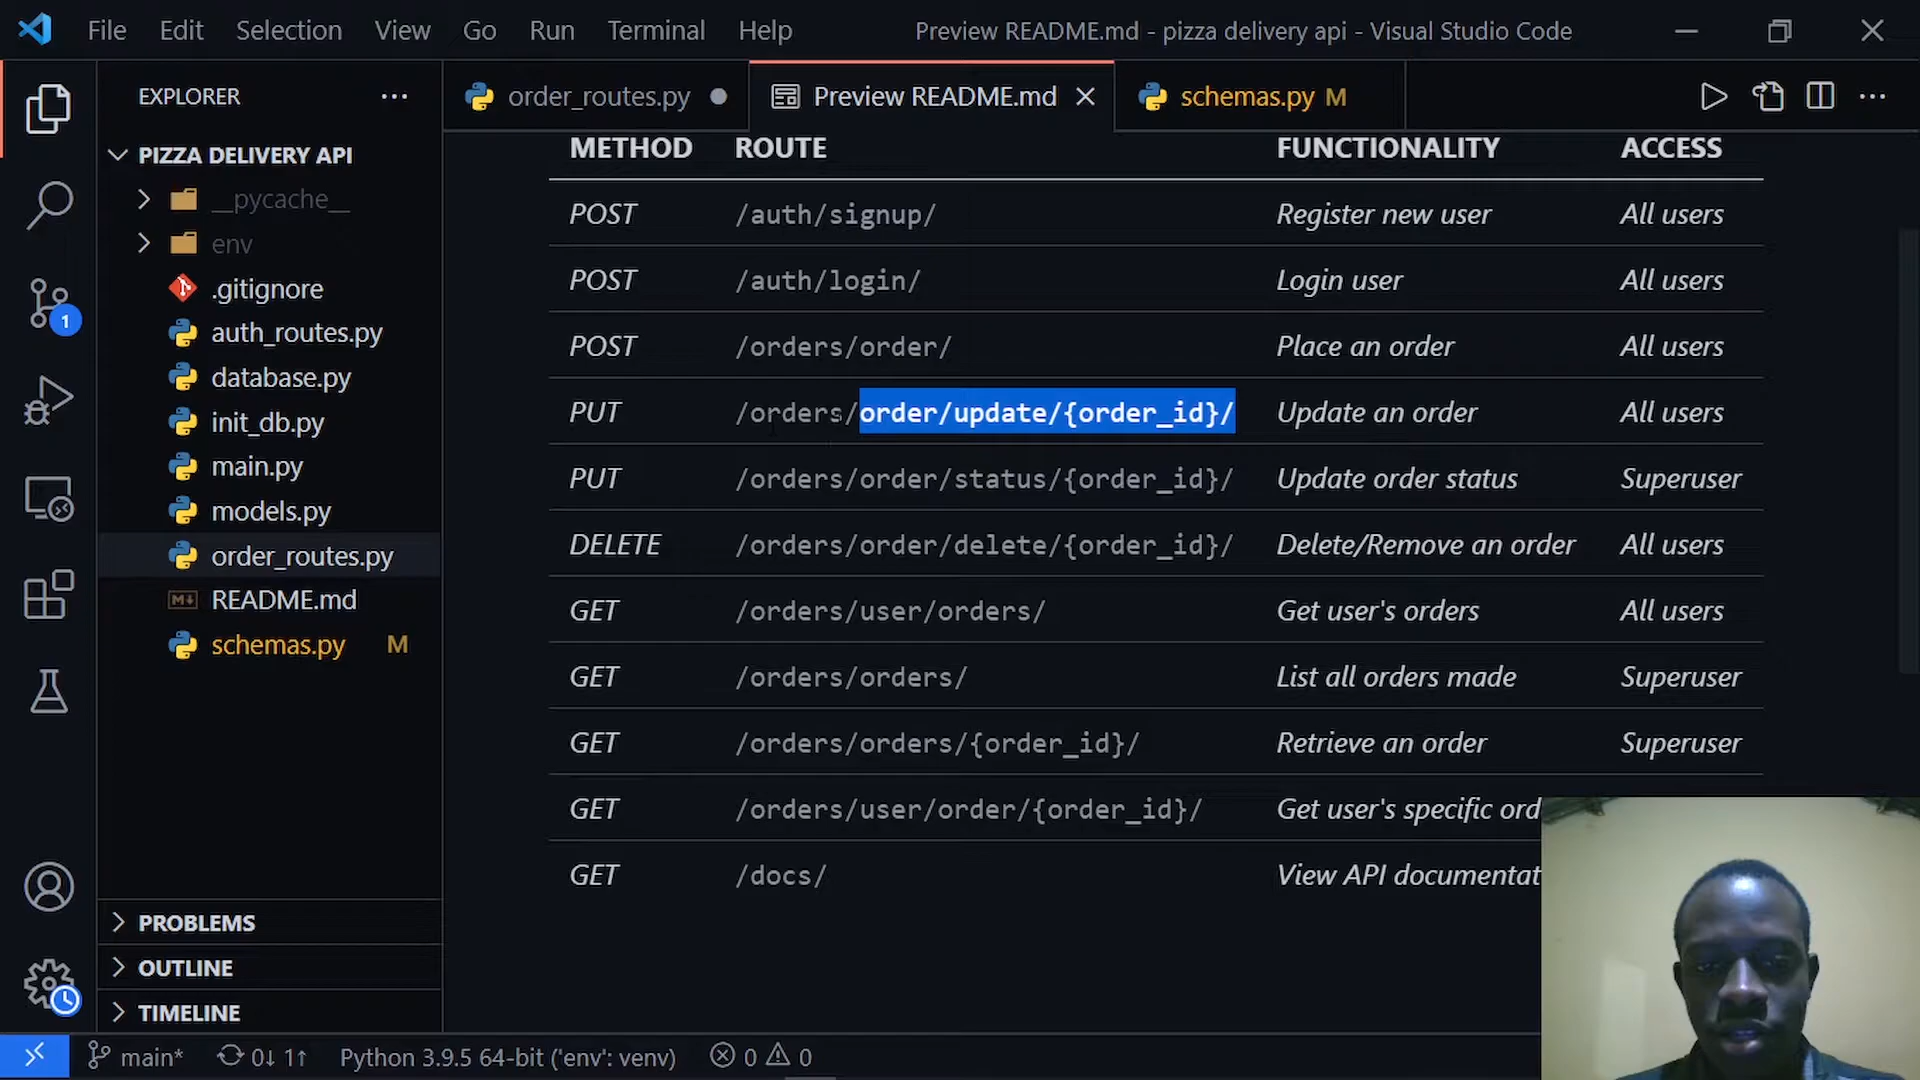 File Edit Selection View Go Run Terminal Help Preview README.md - pizza delivery api - Visual Studio Code
EXPLORER
order_routes.py Preview README.md schemas.py M
PIZZA DELIVERY API
__pycache__
env
.gitignore
auth_routes.py
database.py
init_db.py
main.py
models.py
order_routes.py
README.md
schemas.py M
1
PROBLEMS
OUTLINE
TIMELINE
METHOD ROUTE FUNCTIONALITY ACCESS
POST /auth/signup/ Register new user All users
POST /auth/login/ Login user All users
POST /orders/order/ Place an order All users
PUT /orders/order/update/{order_id}/ Update an order All users
PUT /orders/order/status/{order_id}/ Update order status Superuser
DELETE /orders/order/delete/{order_id}/ Delete/Remove an order All users
GET /orders/user/orders/ Get user's orders All users
GET /orders/orders/ List all orders made Superuser
GET /orders/orders/{order_id}/ Retrieve an order Superuser
GET /orders/user/order/{order_id}/ Get user's specific ord
GET /docs/ View API documentat
main* 0↓ 1↑ Python 3.9.5 64-bit ('env': venv) 0 0